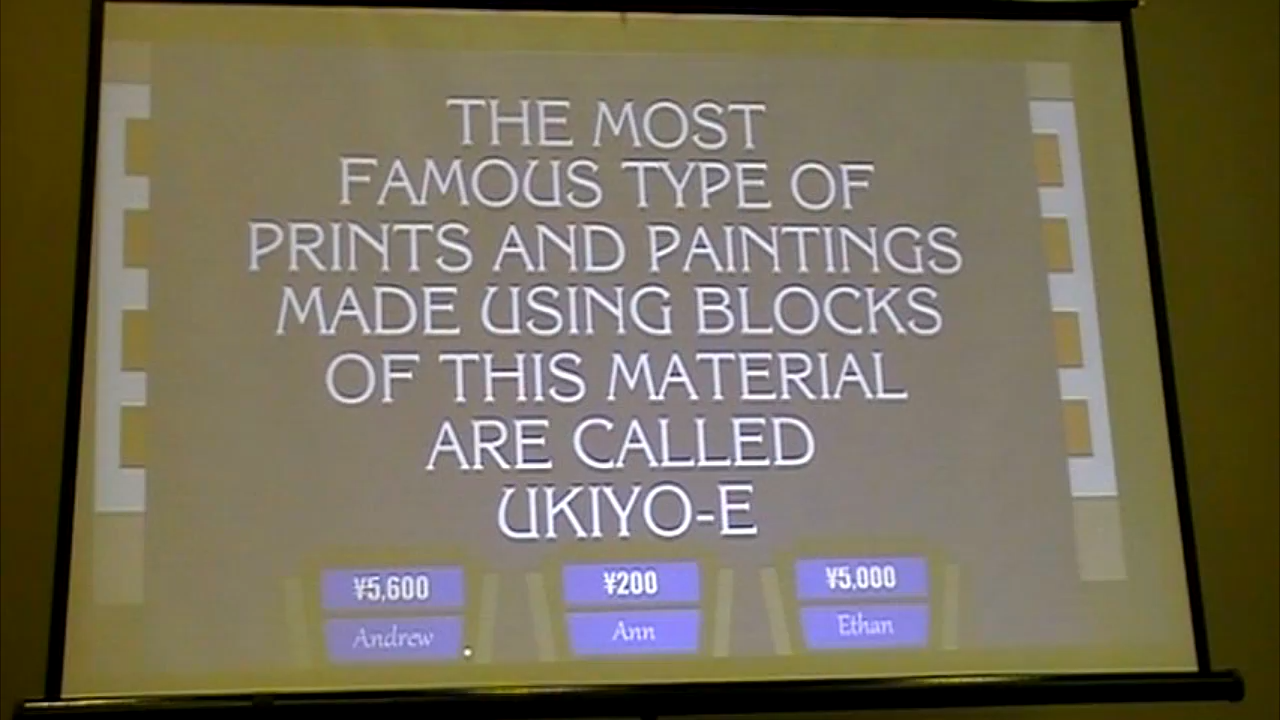 THE MOST
FAMOUS TYPE OF
PRINTS AND PAINTINGS
MADE USING BLOCKS
OF THIS MATERIAL
ARE CALLED
UKIYO-E
¥5,600
¥200
¥5,000
Andrew
Ann
Ethan